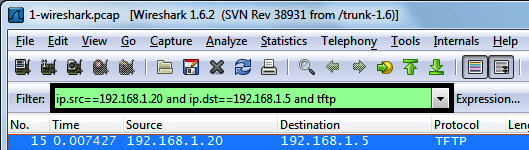 1-wireshark.pcap [Wireshark 1.6.2 (SVN Rev 38931 from /trunk-1.6)]
File Edit View Go Capture Analyze Statistics Telephony Tools Internals Help
Filter: ip.src==192.168.1.20 and ip.dst==192.168.1.5 and tftp Expression...
No. Time Source Destination Protocol Leng
15 0.007427 192.168.1.20 192.168.1.5 TFTP